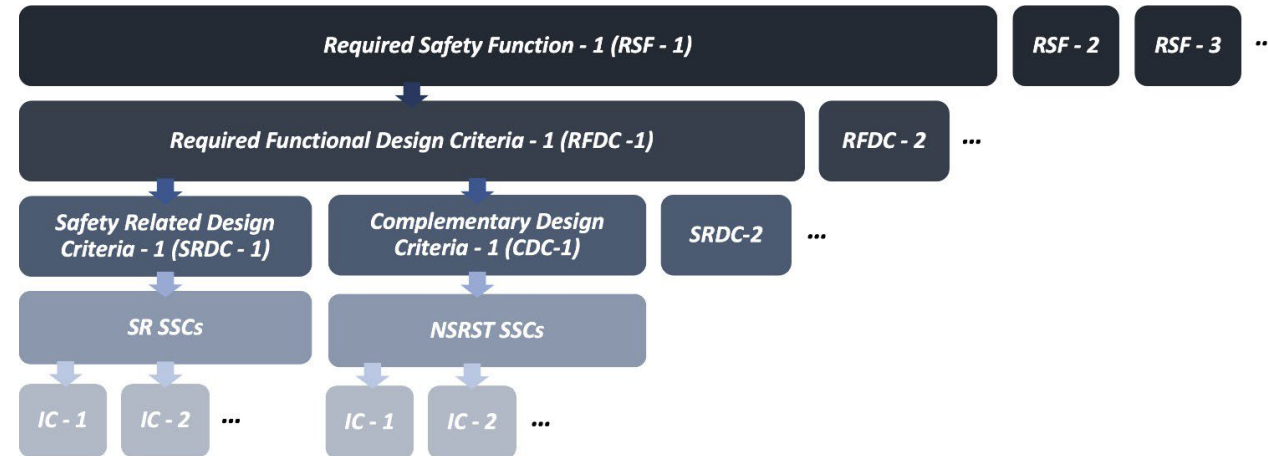 Required Safety Function - 1 (RSF - 1)
RSF - 2
RSF - 3
..
Required Functional Design Criteria - 1 (RFDC -1)
RFDC - 2
...
Safety Related Design
Criteria - 1 (SRDC - 1)
Complementary Design
Criteria - 1 (CDC-1)
SRDC-2
...
SR SSCs
NSRST SSCs
IC - 1
IC - 2
...
IC - 1
IC - 2
...